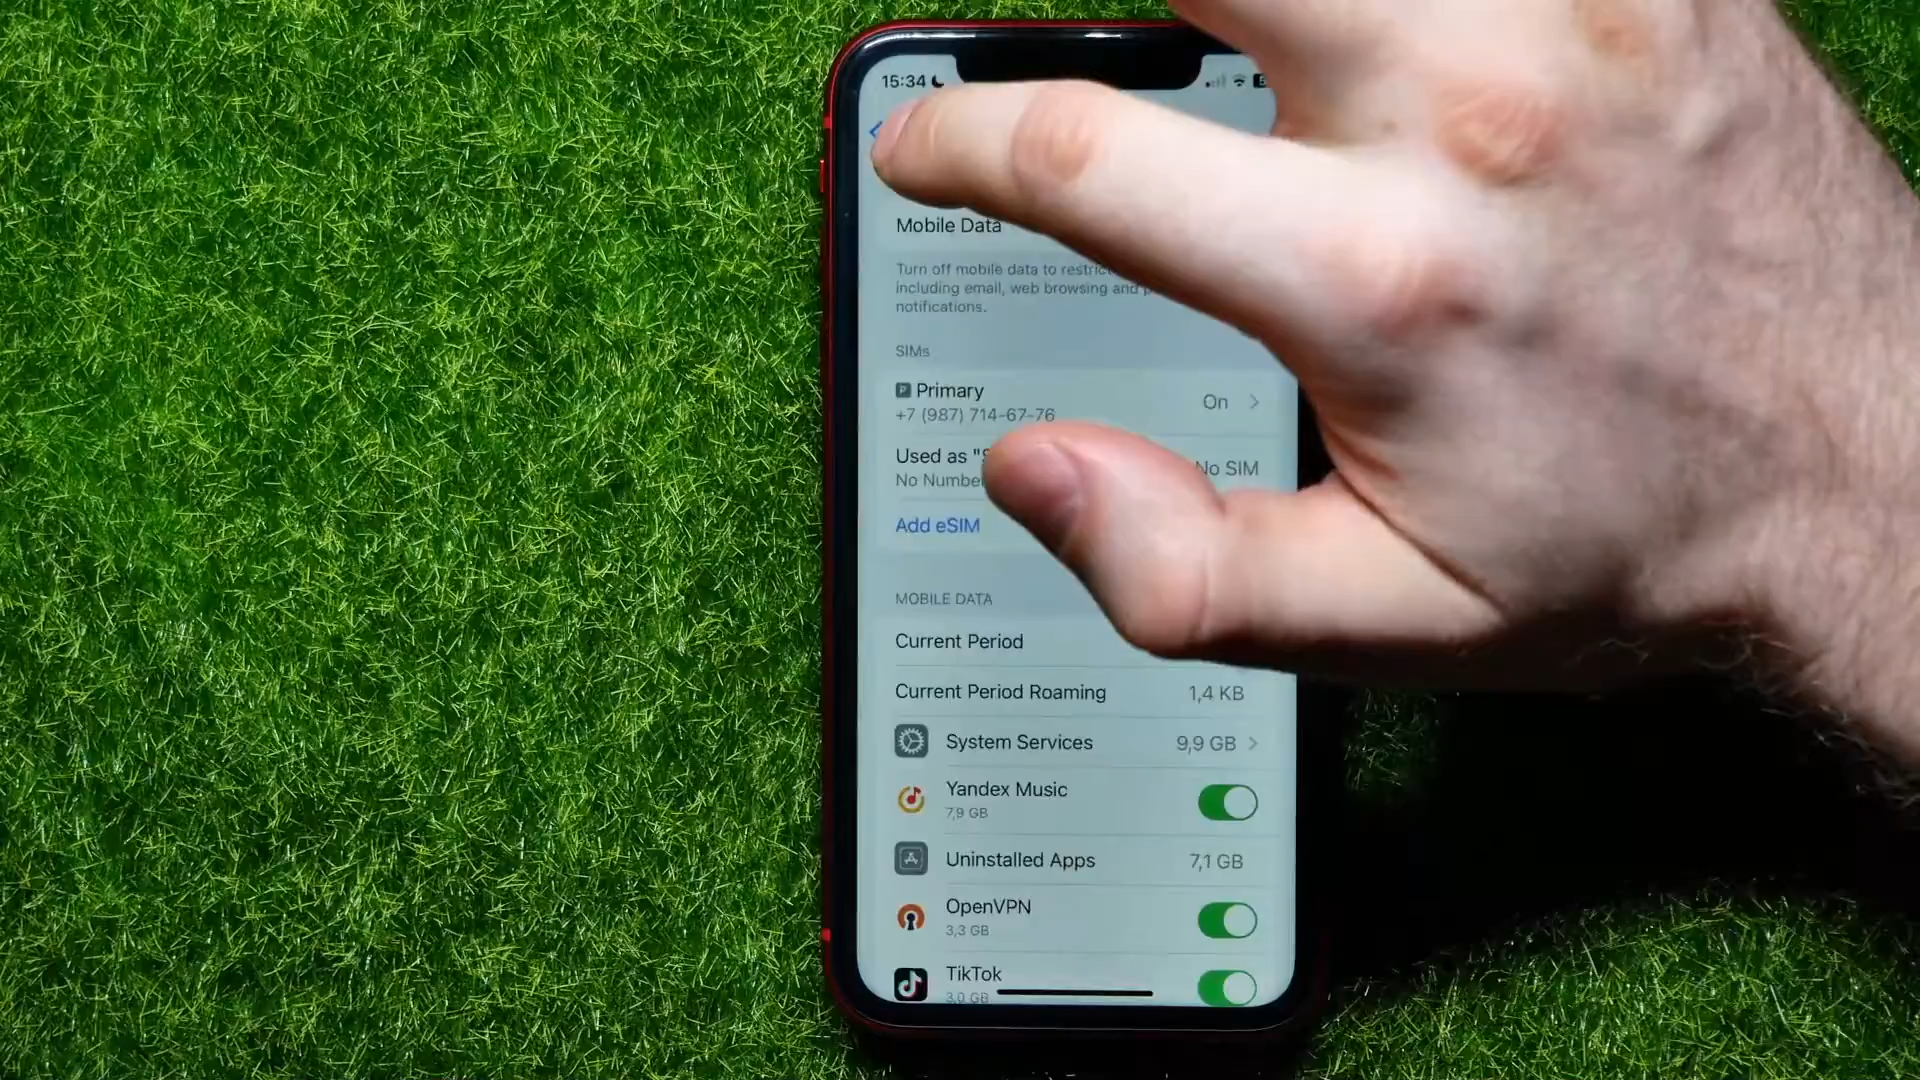 15:34
Mobile Data
Turn off mobile data to restrict
including email, web browsing and
notifications.
SIMs
P Primary
+7 (987) 714-67-76
On
Used as
No SIM
No Number
Add eSIM
MOBILE DATA
Current Period
Current Period Roaming 1,4 KB
System Services 9,9 GB
Yandex Music
7,9 GB
Uninstalled Apps 7,1 GB
OpenVPN
3,3 GB
TikTok
3,0 GB